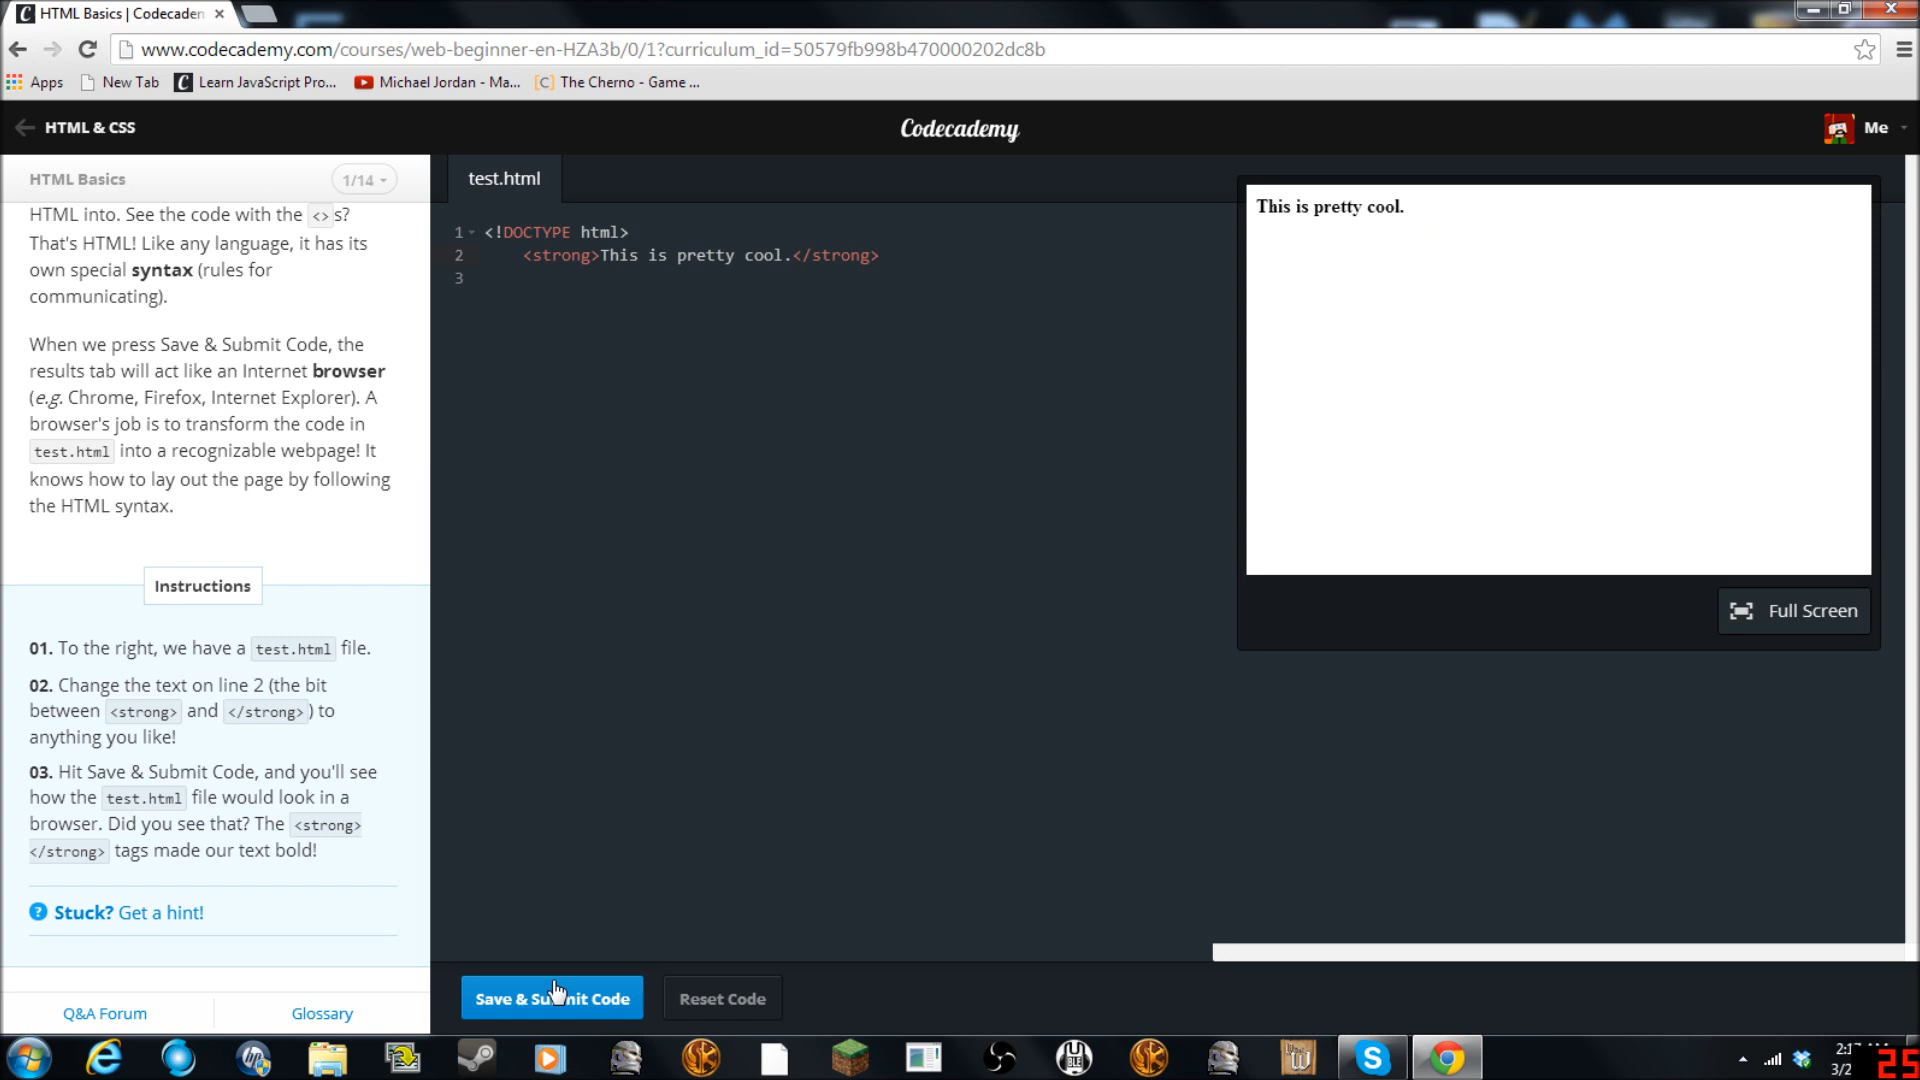 HTML Basics | Codecaden
www.codecademy.com/courses/web-beginner-en-HZA3b/0/1?curriculum_id=50579fb998b470000202dc8b
Apps
New Tab
Learn JavaScript Pro...
Michael Jordan - Ma...
The Cherno - Game ...
HTML & CSS
Codecademy
Me
HTML Basics
1/14
HTML into. See the code with the <> s?
That's HTML! Like any language, it has its
own special syntax (rules for
communicating).
When we press Save & Submit Code, the
results tab will act like an Internet browser
(e.g. Chrome, Firefox, Internet Explorer). A
browser's job is to transform the code in
test.html into a recognizable webpage! It
knows how to lay out the page by following
the HTML syntax.
Instructions
01. To the right, we have a test.html file.
02. Change the text on line 2 (the bit
between <strong> and </strong> ) to
anything you like!
03. Hit Save & Submit Code, and you'll see
how the test.html file would look in a
browser. Did you see that? The <strong>
</strong> tags made our text bold!
? Stuck? Get a hint!
Q&A Forum
Glossary
test.html
1 <!DOCTYPE html>
2 <strong>This is pretty cool.</strong>
3
This is pretty cool.
Full Screen
Save & Submit Code
Reset Code
25